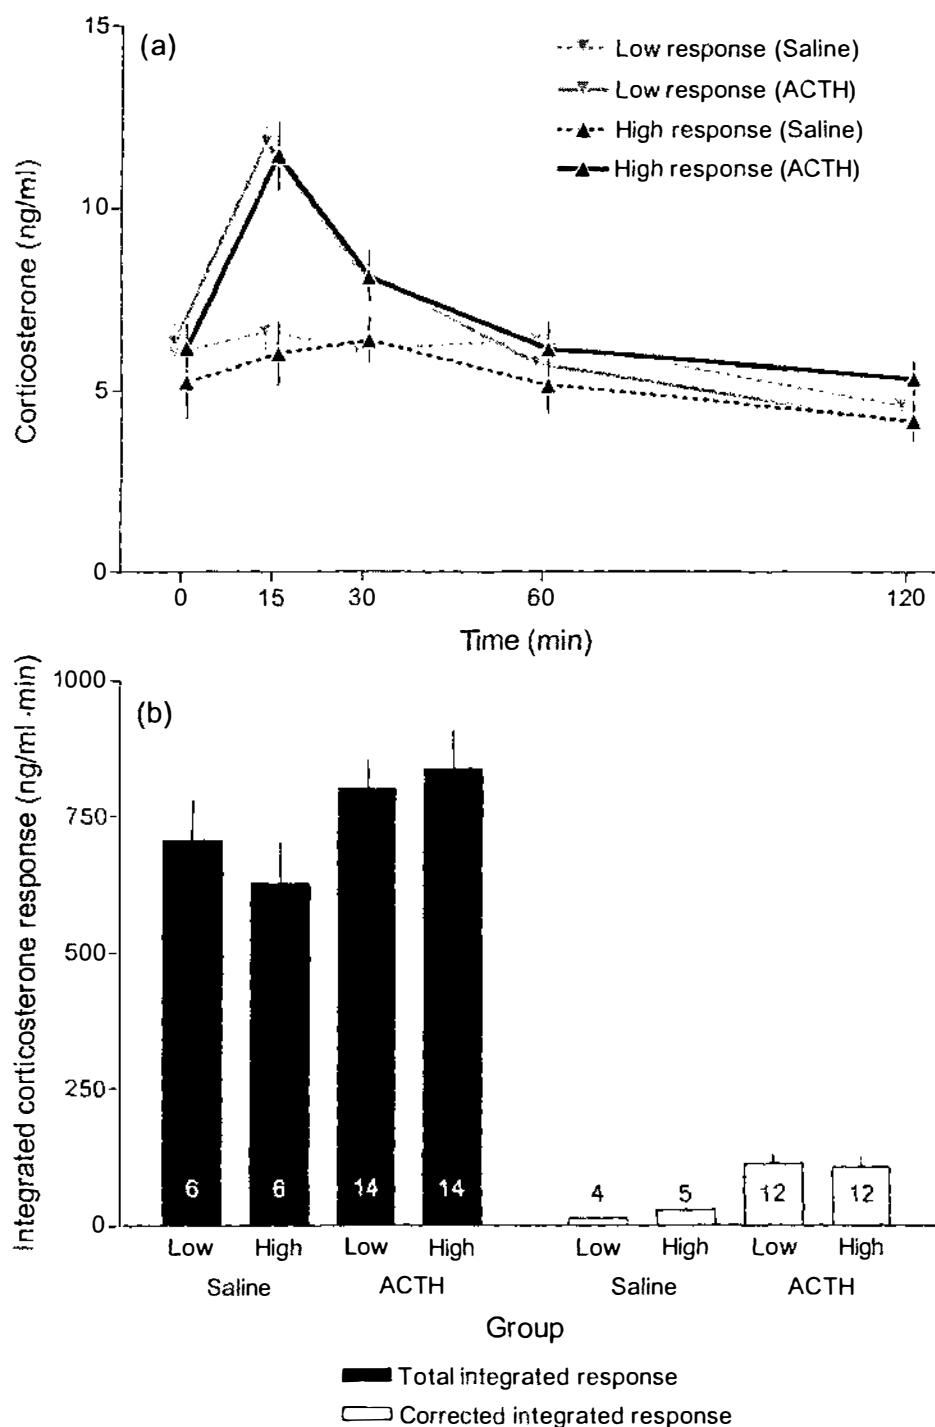 15
(a)
Low response (Saline)
Low response (ACTH)
High response (Saline)
High response (ACTH)
Corticosterone (ng/ml)
10
5
0
0 15 30 60 120
Time (min)
1000
(b)
Integrated corticosterone response (ng/ml·min)
750
500
250
0
6 6 14 14 4 5 12 12
Low High Low High Low High Low High
Saline ACTH Saline ACTH
Group
Total integrated response
Corrected integrated response